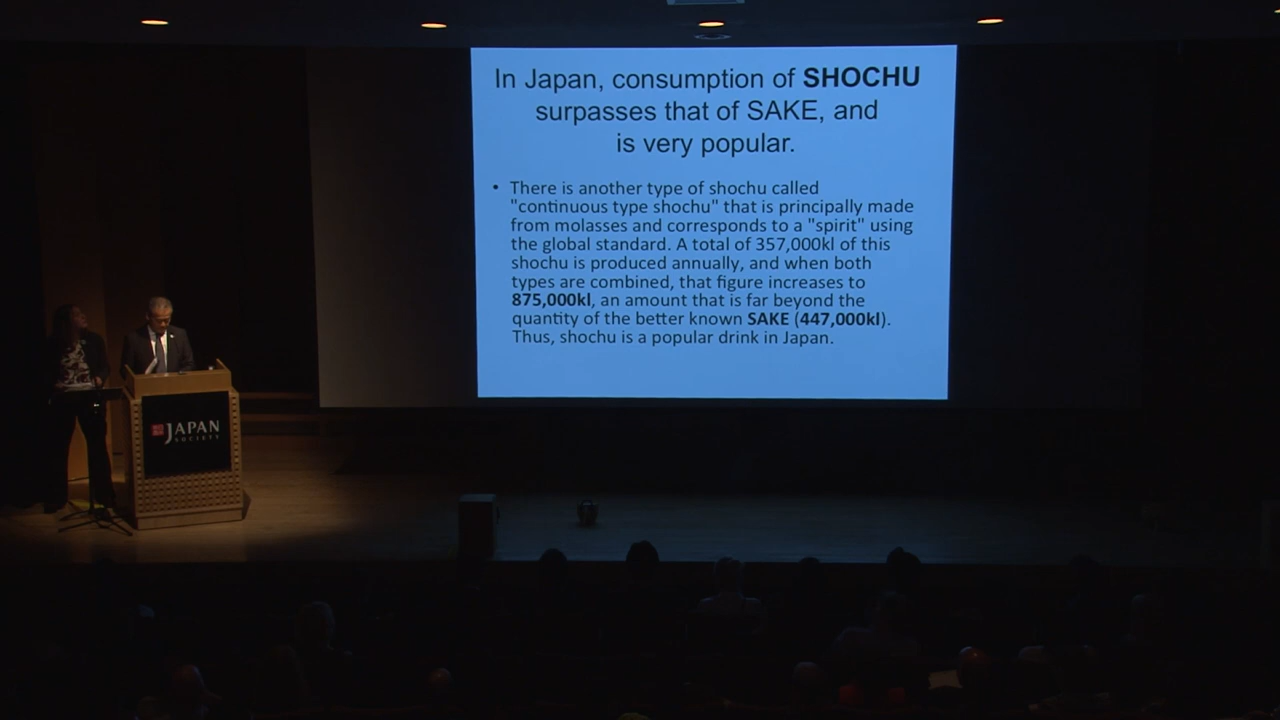 In Japan, consumption of SHOCHU
surpasses that of SAKE, and
is very popular.
• There is another type of shochu called
"continuous type shochu" that is principally made
from molasses and corresponds to a "spirit" using
the global standard. A total of 357,000kl of this
shochu is produced annually, and when both
types are combined, that figure increases to
875,000kl, an amount that is far beyond the
quantity of the better known SAKE (447,000kl).
Thus, shochu is a popular drink in Japan.
JAPAN
SOCIETY